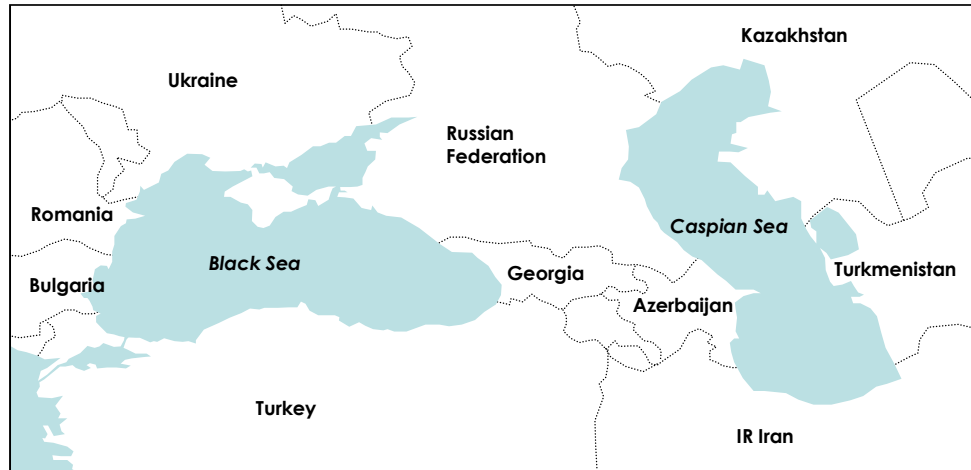 Kazakhstan
Ukraine
Russian
Federation
Romania
Caspian Sea
Black Sea
Georgia
Turkmenistan
Bulgaria
Azerbaijan
Turkey
IR Iran